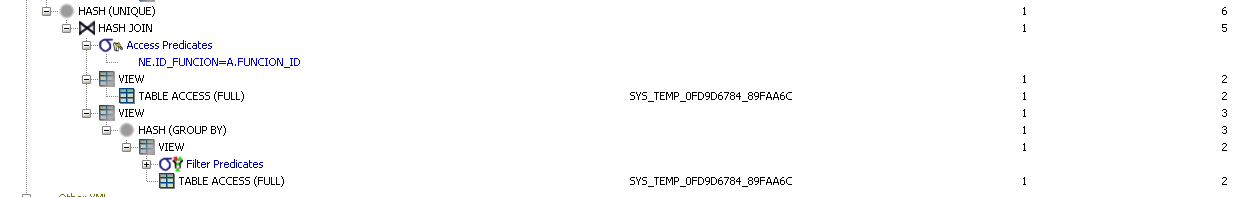 HASH (UNIQUE) 1 6
HASH JOIN 1 5
Access Predicates
NE.ID_FUNCION=A.FUNCION_ID
VIEW 1 2
TABLE ACCESS (FULL) SYS_TEMP_0FD9D6784_89FAA6C 1 2
VIEW 1 3
HASH (GROUP BY) 1 3
VIEW 1 2
Filter Predicates
TABLE ACCESS (FULL) SYS_TEMP_0FD9D6784_89FAA6C 1 2
Other XML